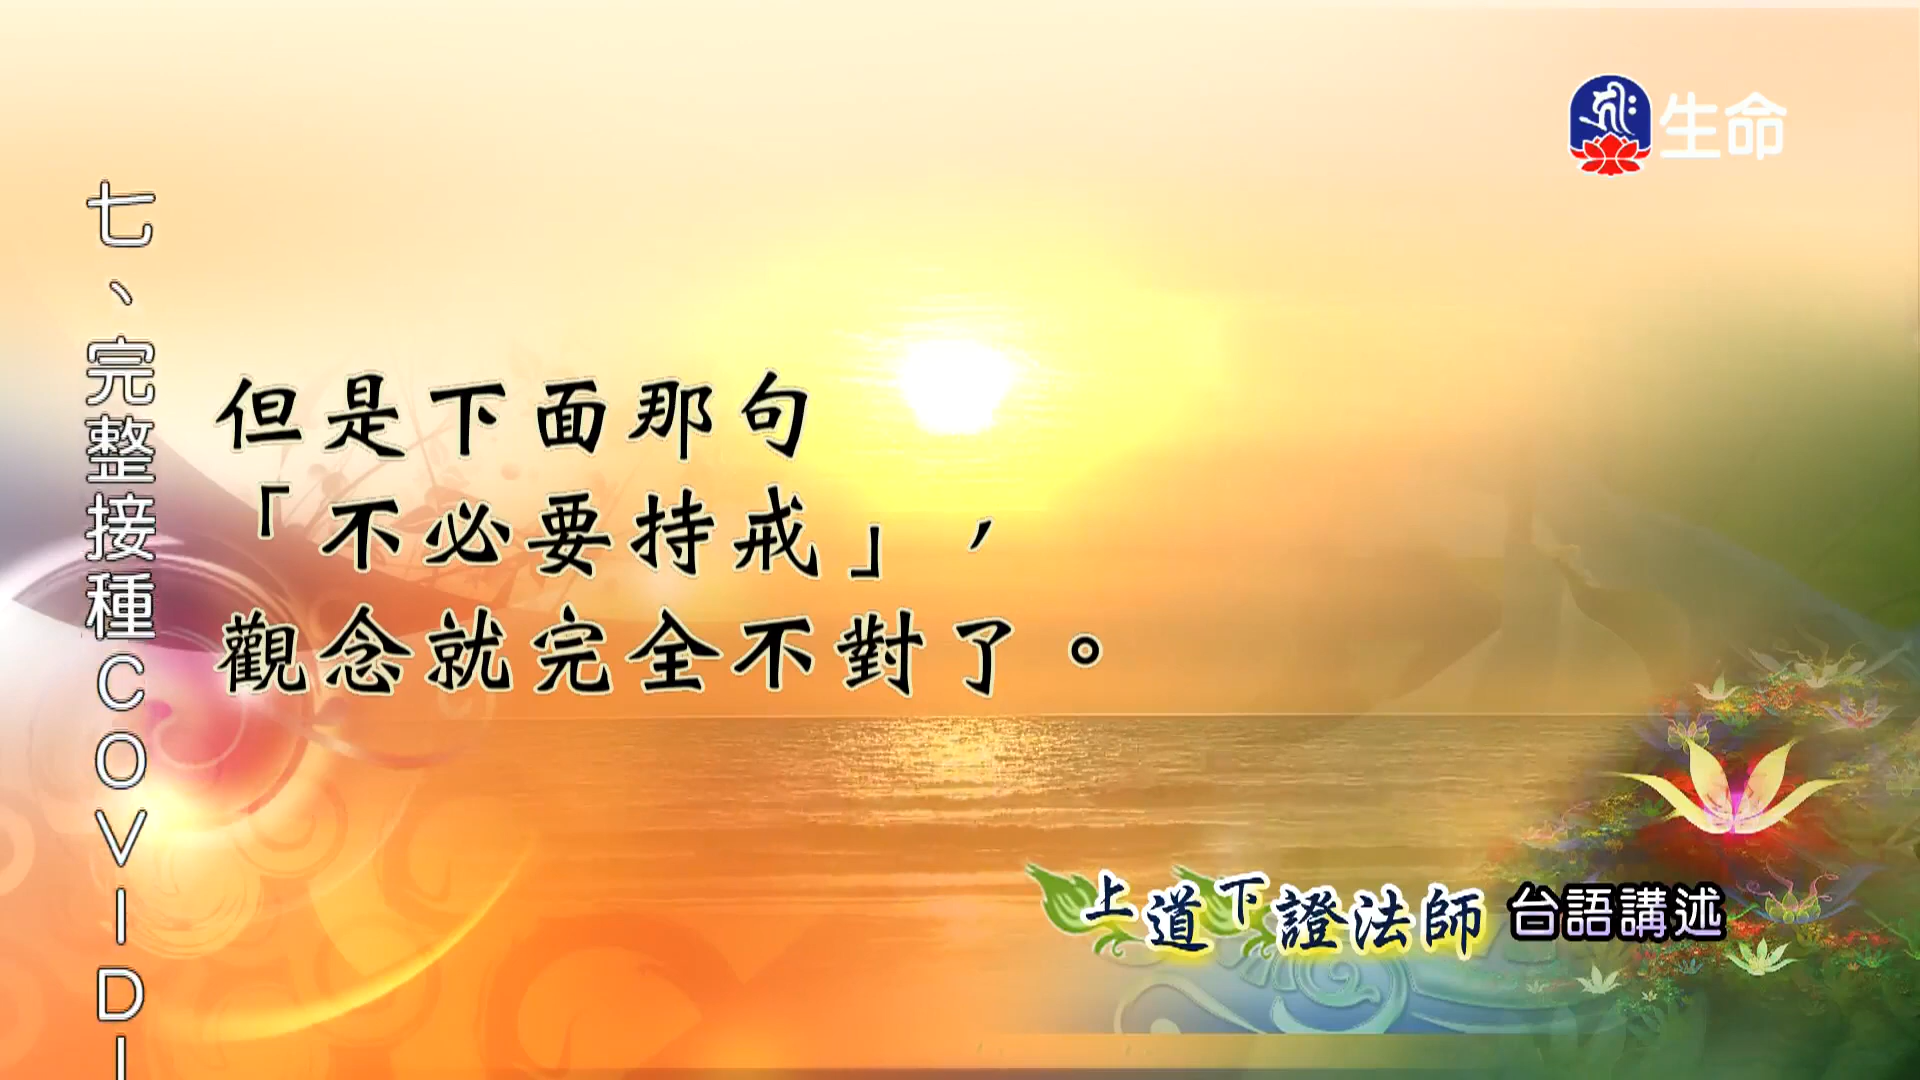 生命
七、完整接種COVID
但是下面那句
「不必要持戒」，
觀念就完全不對了。
上道下證法師 台語講述